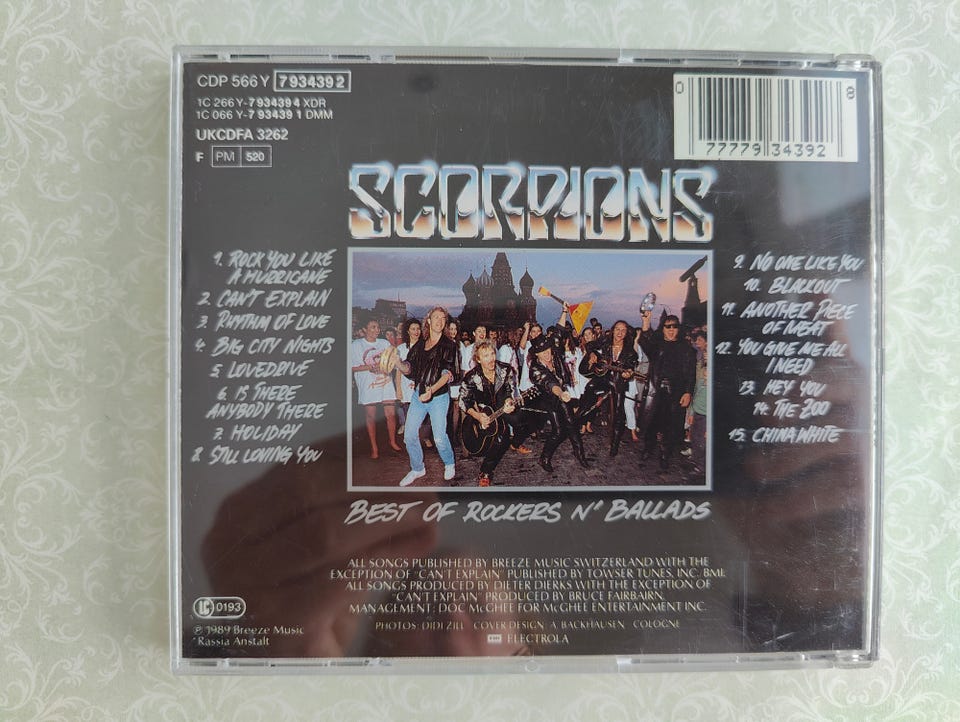 CDP 566 Y 7 93439 2
1C 266 Y-7 93439 4 XDR
1C 066 Y-7 93439 1 DMM
UKCDFA 3262
F PM 520
0 77779 34392 8
SCORPIONS
1. ROCK YOU LIKE
A HURRICANE
2. CAN'T EXPLAIN
3. RHYTHM OF LOVE
4. BIG CITY NIGHTS
5. LOVEDRIVE
6. IS THERE
ANYBODY THERE
7. HOLIDAY
8. STILL LOVING YOU
9. NO ONE LIKE YOU
10. BLACKOUT
11. ANOTHER PIECE
OF MEAT
12. YOU GIVE ME ALL
I NEED
13. HEY YOU
14. THE ZOO
15. CHINA WHITE
BEST OF ROCKERS N' BALLADS
ALL SONGS PUBLISHED BY BREEZE MUSIC SWITZERLAND WITH THE
EXCEPTION OF "CAN'T EXPLAIN" PUBLISHED BY TOWSER TUNES, INC. BMI.
ALL SONGS PRODUCED BY DIETER DIERKS WITH THE EXCEPTION OF
"CAN'T EXPLAIN" PRODUCED BY BRUCE FAIRBAIRN.
MANAGEMENT: DOC McGHEE FOR McGHEE ENTERTAINMENT INC.
PHOTOS: DIDI ZILL COVER DESIGN: A. BACKHAUSEN COLOGNE
EMI ELECTROLA
LC 0193
℗ 1989 Breeze Music
Rassia Anstalt